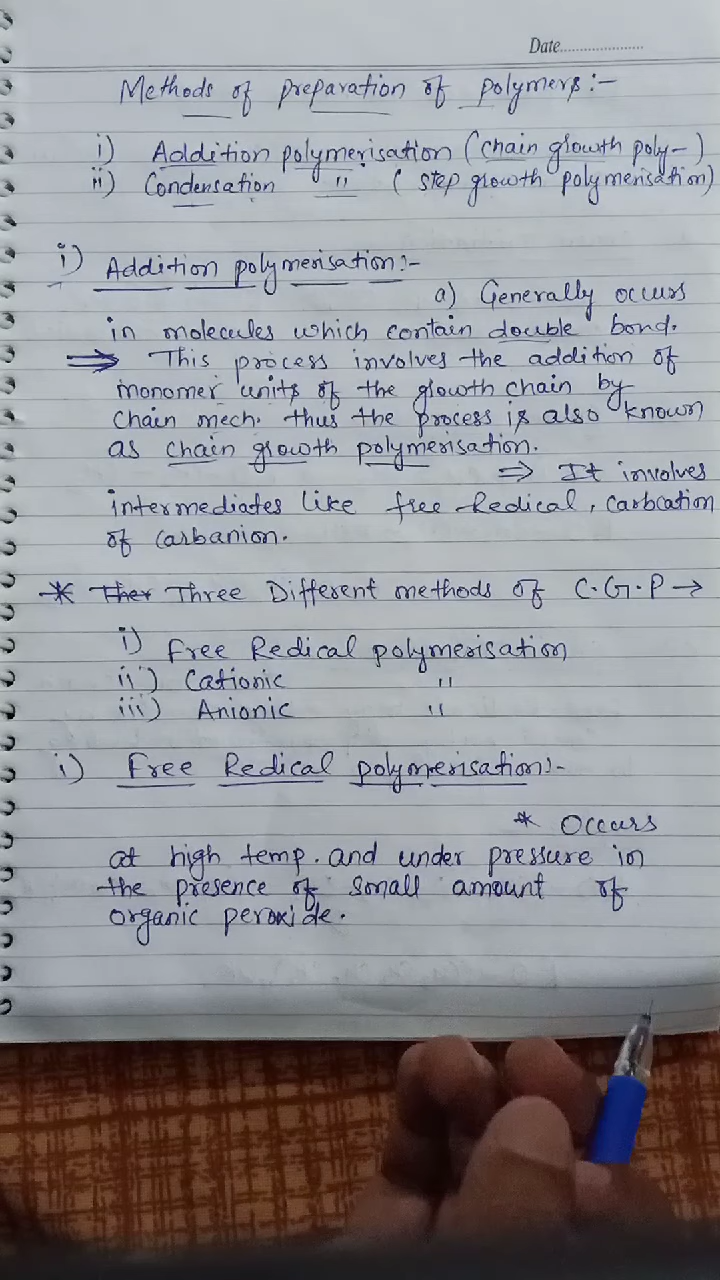 Date.....................
Methods of preparation of polymers:-
i) Addition polymerisation (chain growth poly-)
ii) Condensation " ( step growth polymerisation)
i) Addition polymerisation:-
a) Generally occurs
in molecules which contain double bond.
⇒ This process involves the addition of
monomer units of the growth chain by
chain mech. thus the process is also known
as chain growth polymerisation.
⇒ It involves
intermediates like free Redical, Carbcation
of Carbanion.
* Ther Three Different methods of C.G.P →
i) Free Redical polymerisation
ii) Cationic "
iii) Anionic "
i) Free Redical polymerisation:-
* Occurs
at high temp. and under pressure in
the presence of small amount of
organic peroxide.